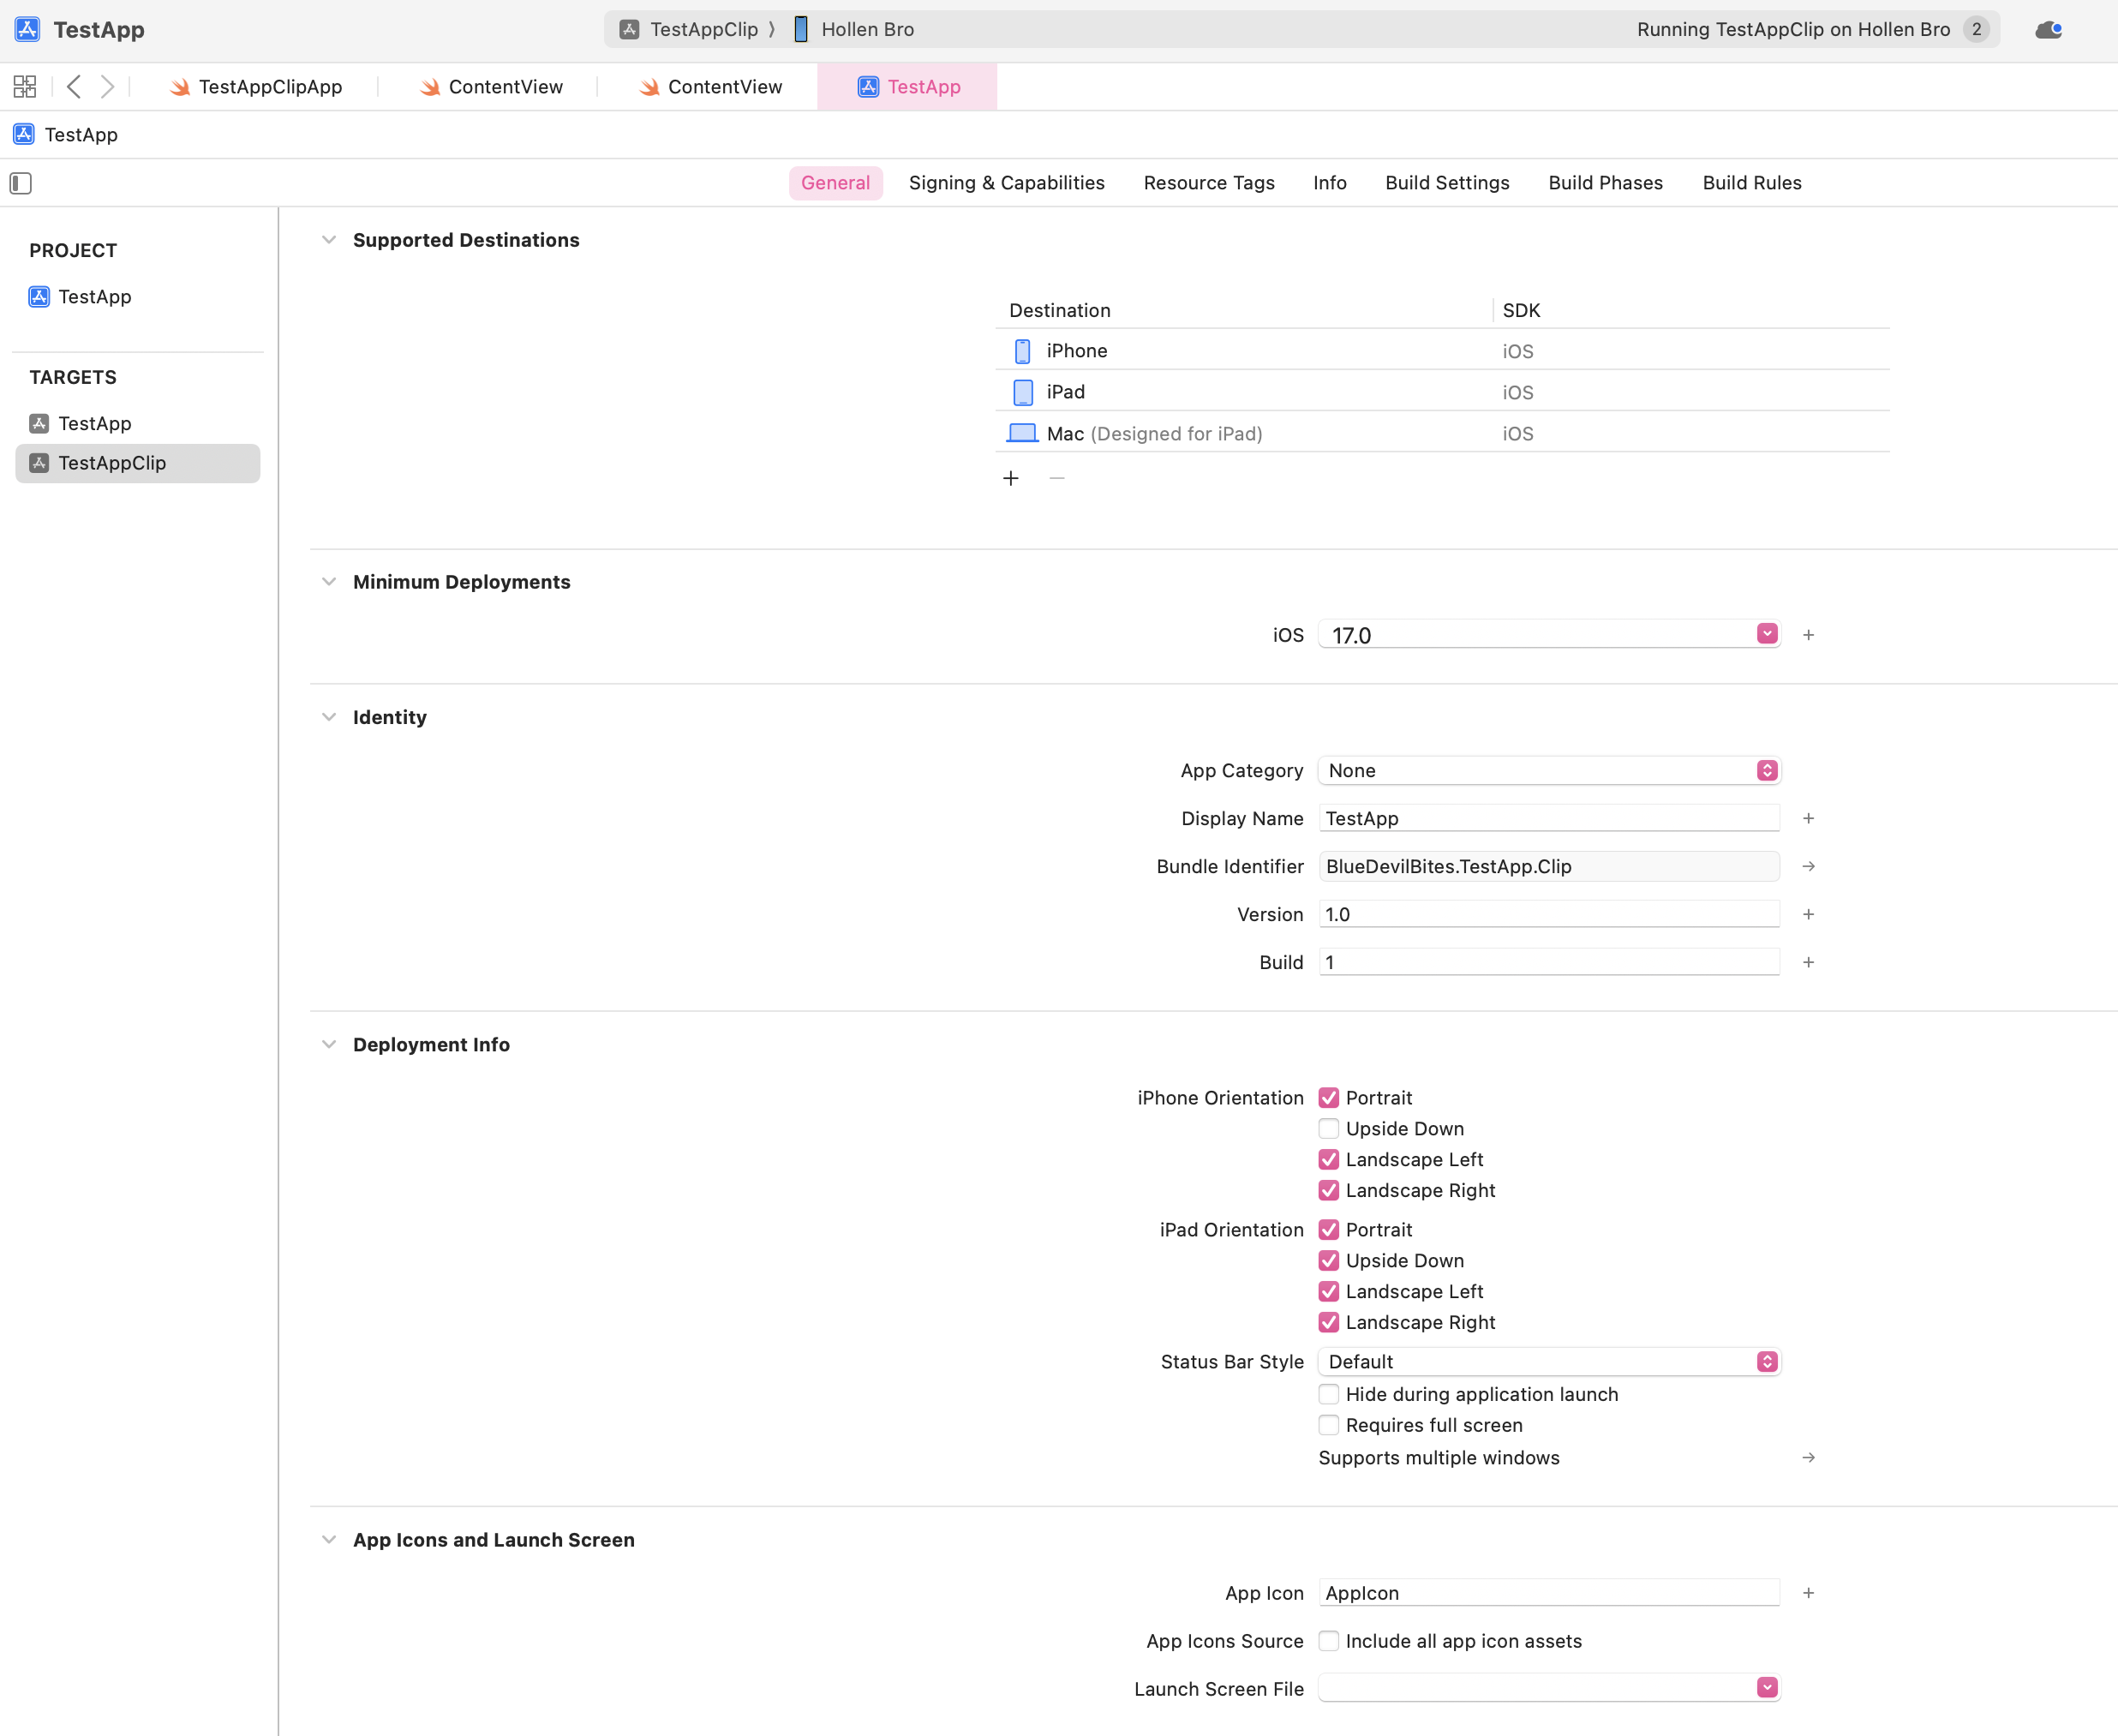 TestApp
TestAppClip ⟩ Hollen Bro
Running TestAppClip on Hollen Bro 2
TestAppClipApp
ContentView
ContentView
TestApp
TestApp
General
Signing & Capabilities
Resource Tags
Info
Build Settings
Build Phases
Build Rules
PROJECT
TestApp
TARGETS
TestApp
TestAppClip
Supported Destinations
Destination SDK
iPhone iOS
iPad iOS
Mac (Designed for iPad) iOS
Minimum Deployments
iOS 17.0
Identity
App Category None
Display Name TestApp
Bundle Identifier BlueDevilBites.TestApp.Clip
Version 1.0
Build 1
Deployment Info
iPhone Orientation Portrait
Upside Down
Landscape Left
Landscape Right
iPad Orientation Portrait
Upside Down
Landscape Left
Landscape Right
Status Bar Style Default
Hide during application launch
Requires full screen
Supports multiple windows
App Icons and Launch Screen
App Icon AppIcon
App Icons Source Include all app icon assets
Launch Screen File